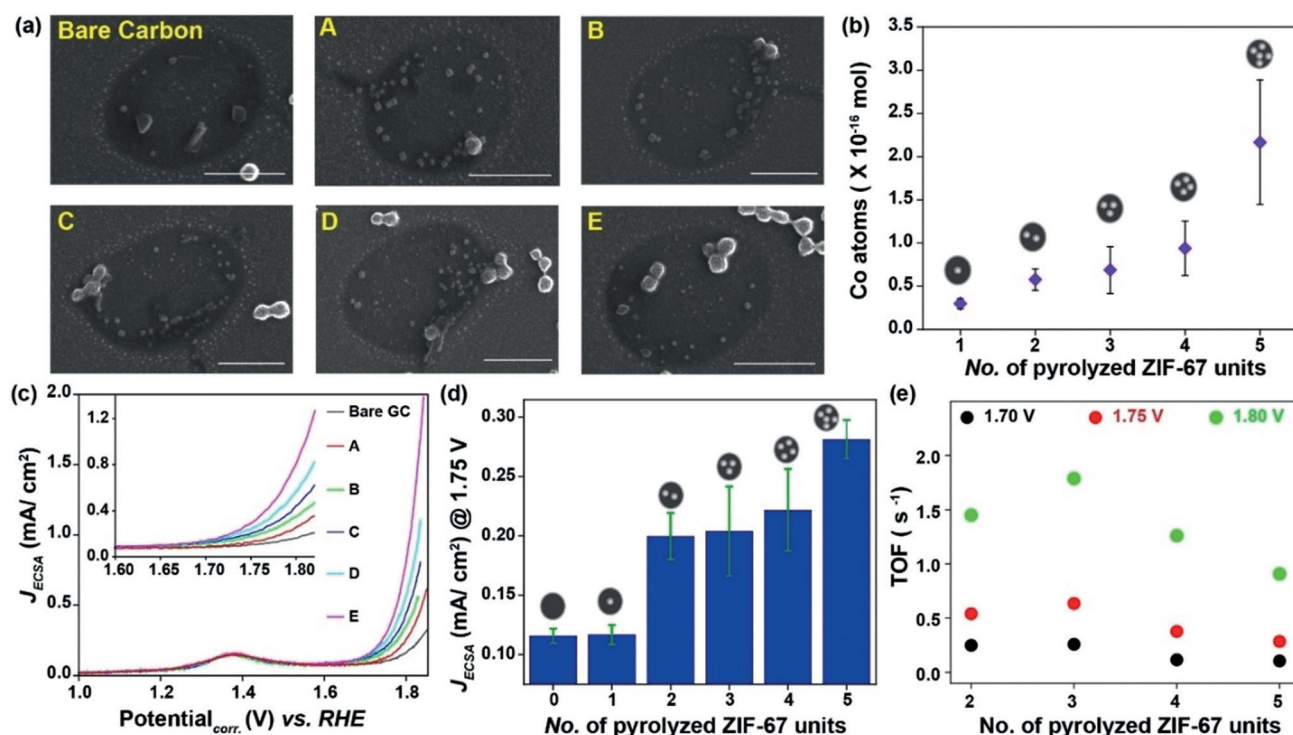 (a)
Bare Carbon
A
B
C
D
E
(b)
Co atoms ( X 10⁻¹⁶ mol)
3.5
3.0
2.5
2.0
1.5
1.0
0.5
0.0
1 2 3 4 5
No. of pyrolyzed ZIF-67 units
(c)
J_ECSA (mA/ cm²)
2.0
1.5
1.0
0.5
0.0
1.2
0.8
0.4
0.0
1.60 1.65 1.70 1.75 1.80
Bare GC
A
B
C
D
E
1.0 1.2 1.4 1.6 1.8
Potential_corr. (V) vs. RHE
(d)
J_ECSA (mA/ cm²) @ 1.75 V
0.30
0.25
0.20
0.15
0.10
0 1 2 3 4 5
No. of pyrolyzed ZIF-67 units
(e)
1.70 V 1.75 V 1.80 V
TOF ( s⁻¹)
2.0
1.5
1.0
0.5
0.0
2 3 4 5
No. of pyrolyzed ZIF-67 units